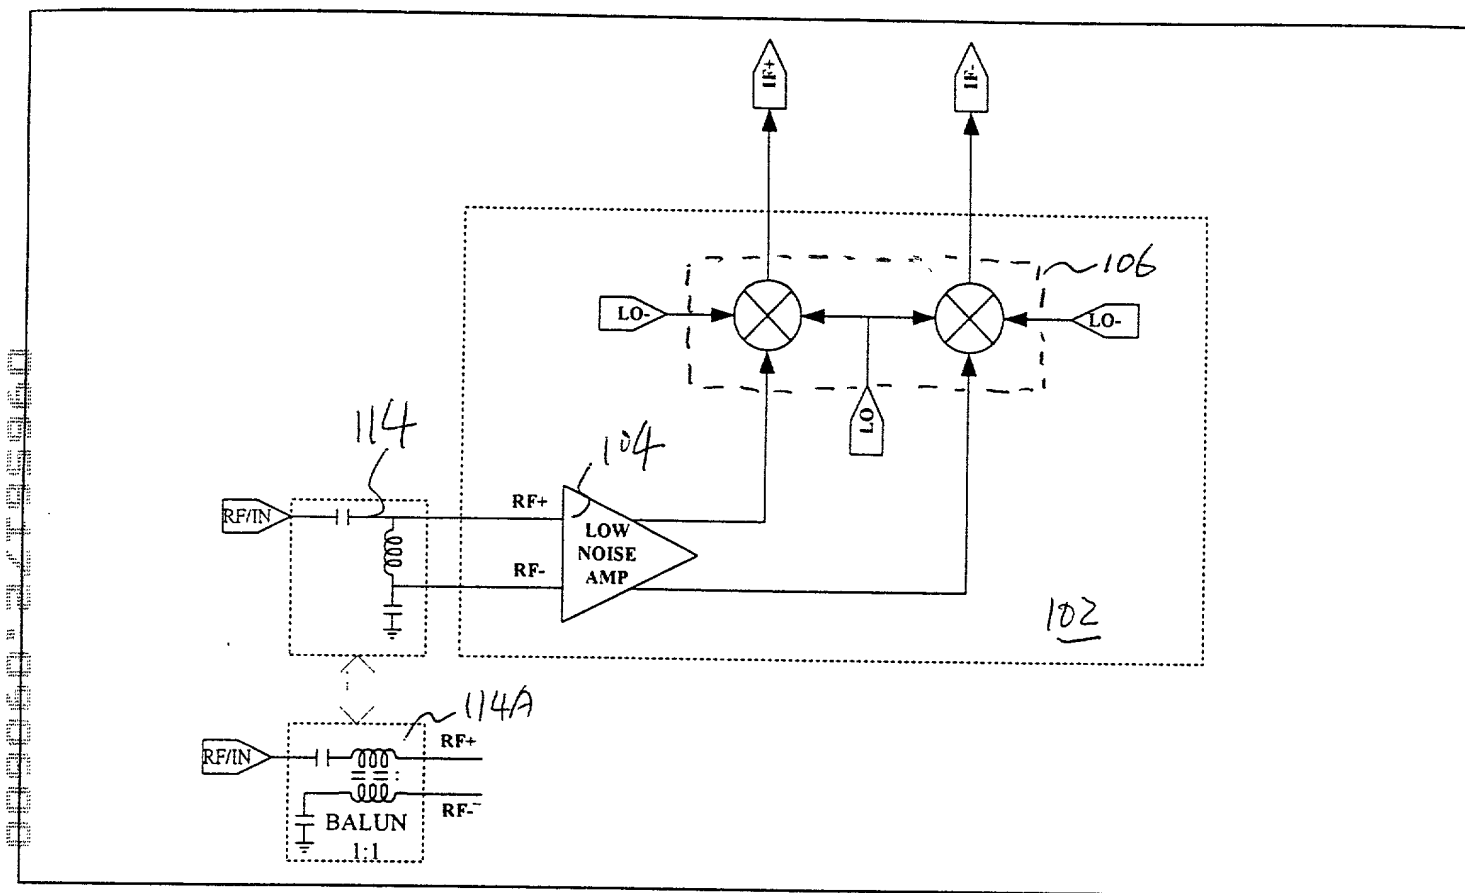 IF+
IF-
106
LO-
LO-
LO
114
104
RF/IN
RF+
LOW
NOISE
AMP
RF-
102
114A
RF/IN
RF+
RF-
BALUN
1:1